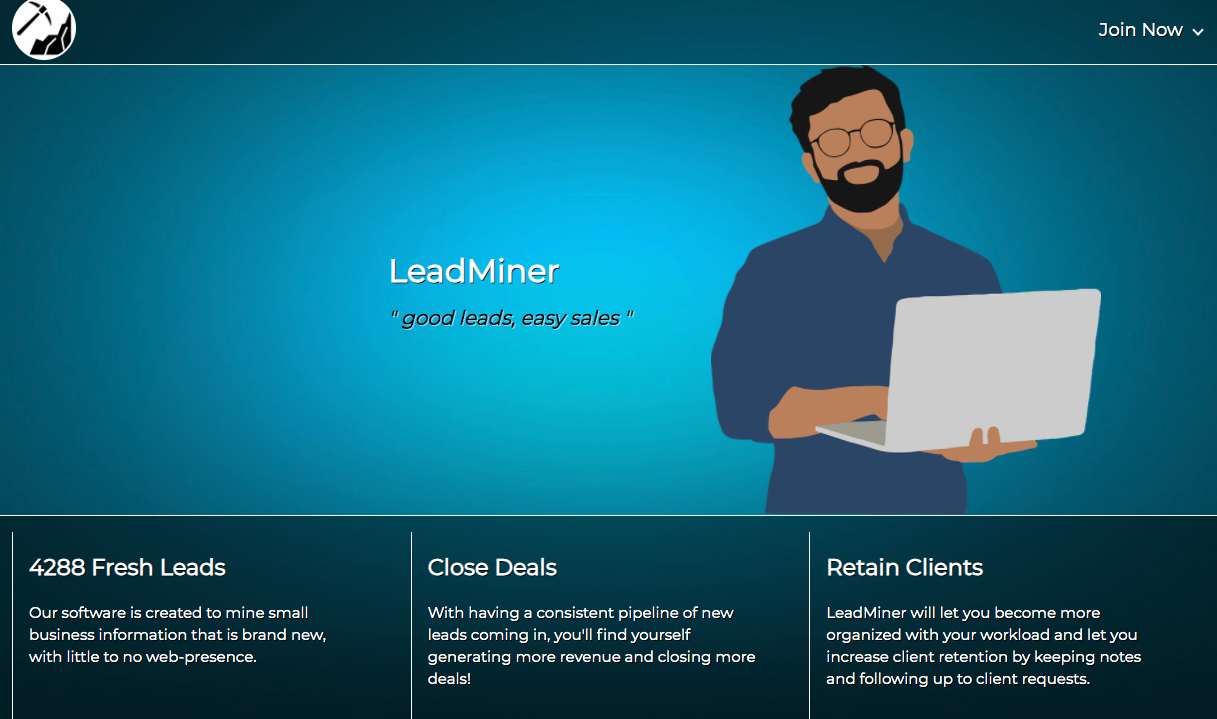 Join Now
LeadMiner
" good leads, easy sales "
4288 Fresh Leads
Our software is created to mine small
business information that is brand new,
with little to no web-presence.
Close Deals
With having a consistent pipeline of new
leads coming in, you'll find yourself
generating more revenue and closing more
deals!
Retain Clients
LeadMiner will let you become more
organized with your workload and let you
increase client retention by keeping notes
and following up to client requests.